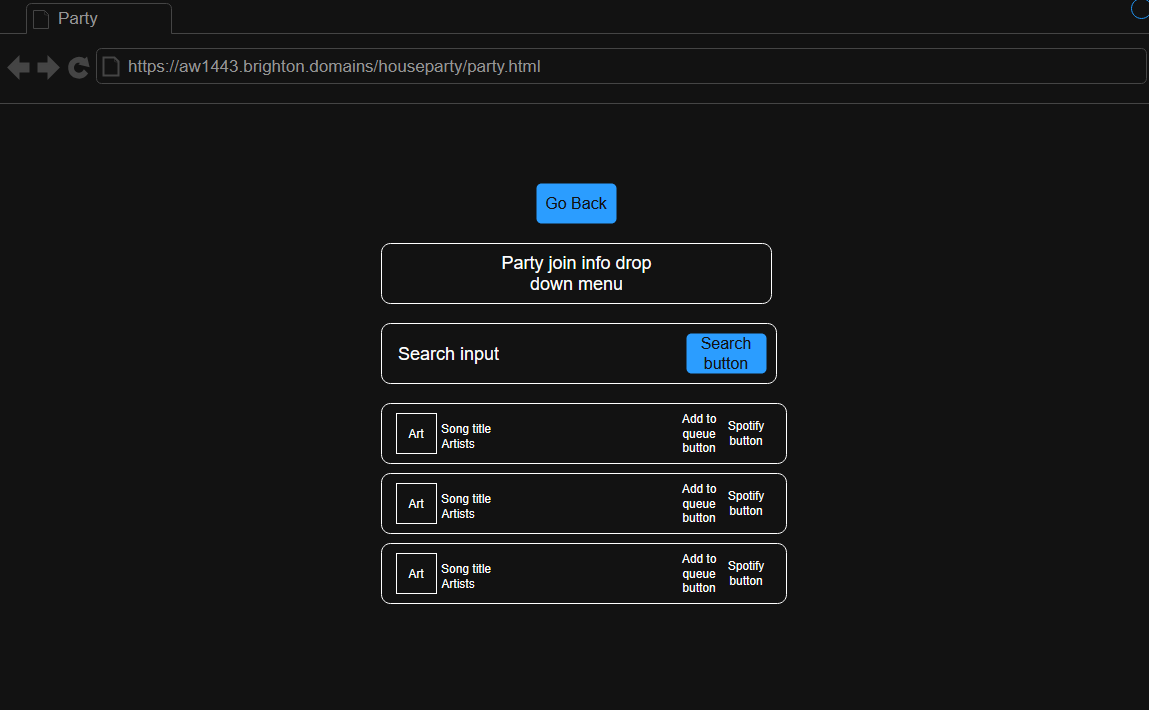 Party
https://aw1443.brighton.domains/houseparty/party.html
Go Back
Party join info drop
down menu
Search input
Search
button
Art
Song title
Artists
Add to
queue
button
Spotify
button
Art
Song title
Artists
Add to
queue
button
Spotify
button
Art
Song title
Artists
Add to
queue
button
Spotify
button